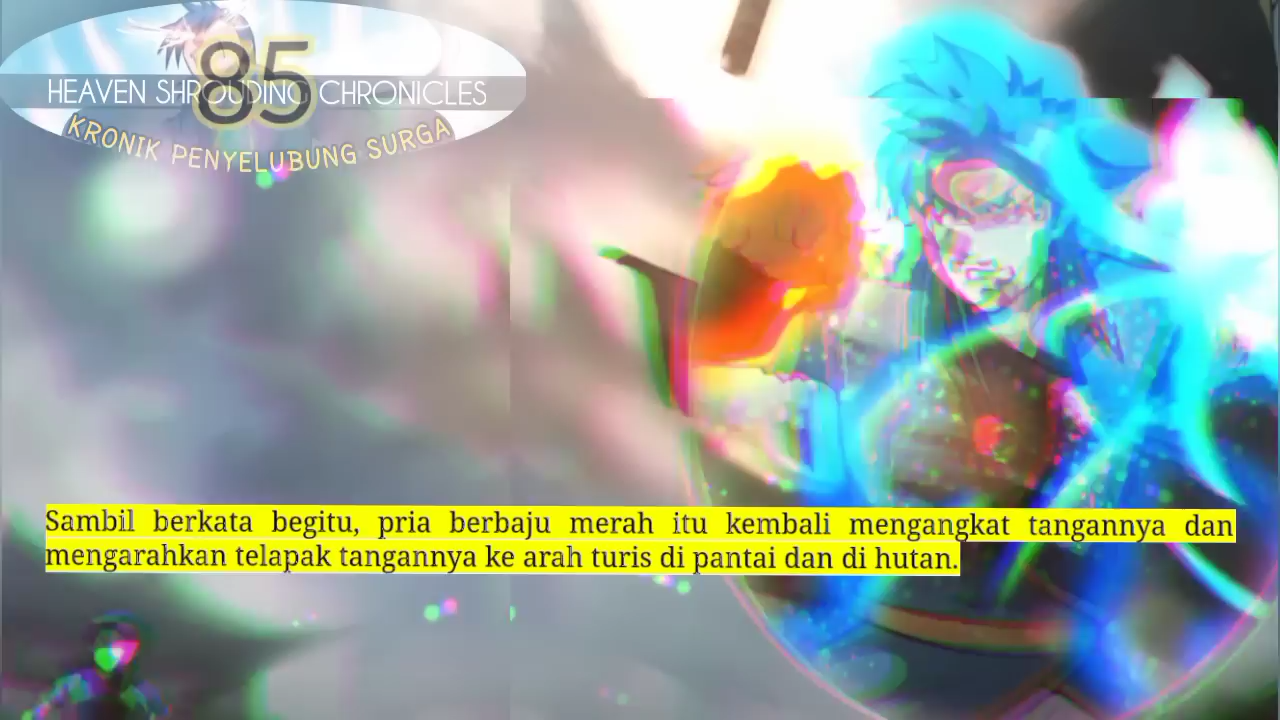 85
HEAVEN SHROUDING CHRONICLES
KRONIK PENYELUBUNG SURGA
Sambil berkata begitu, pria berbaju merah itu kembali mengangkat tangannya dan
mengarahkan telapak tangannya ke arah turis di pantai dan di hutan.